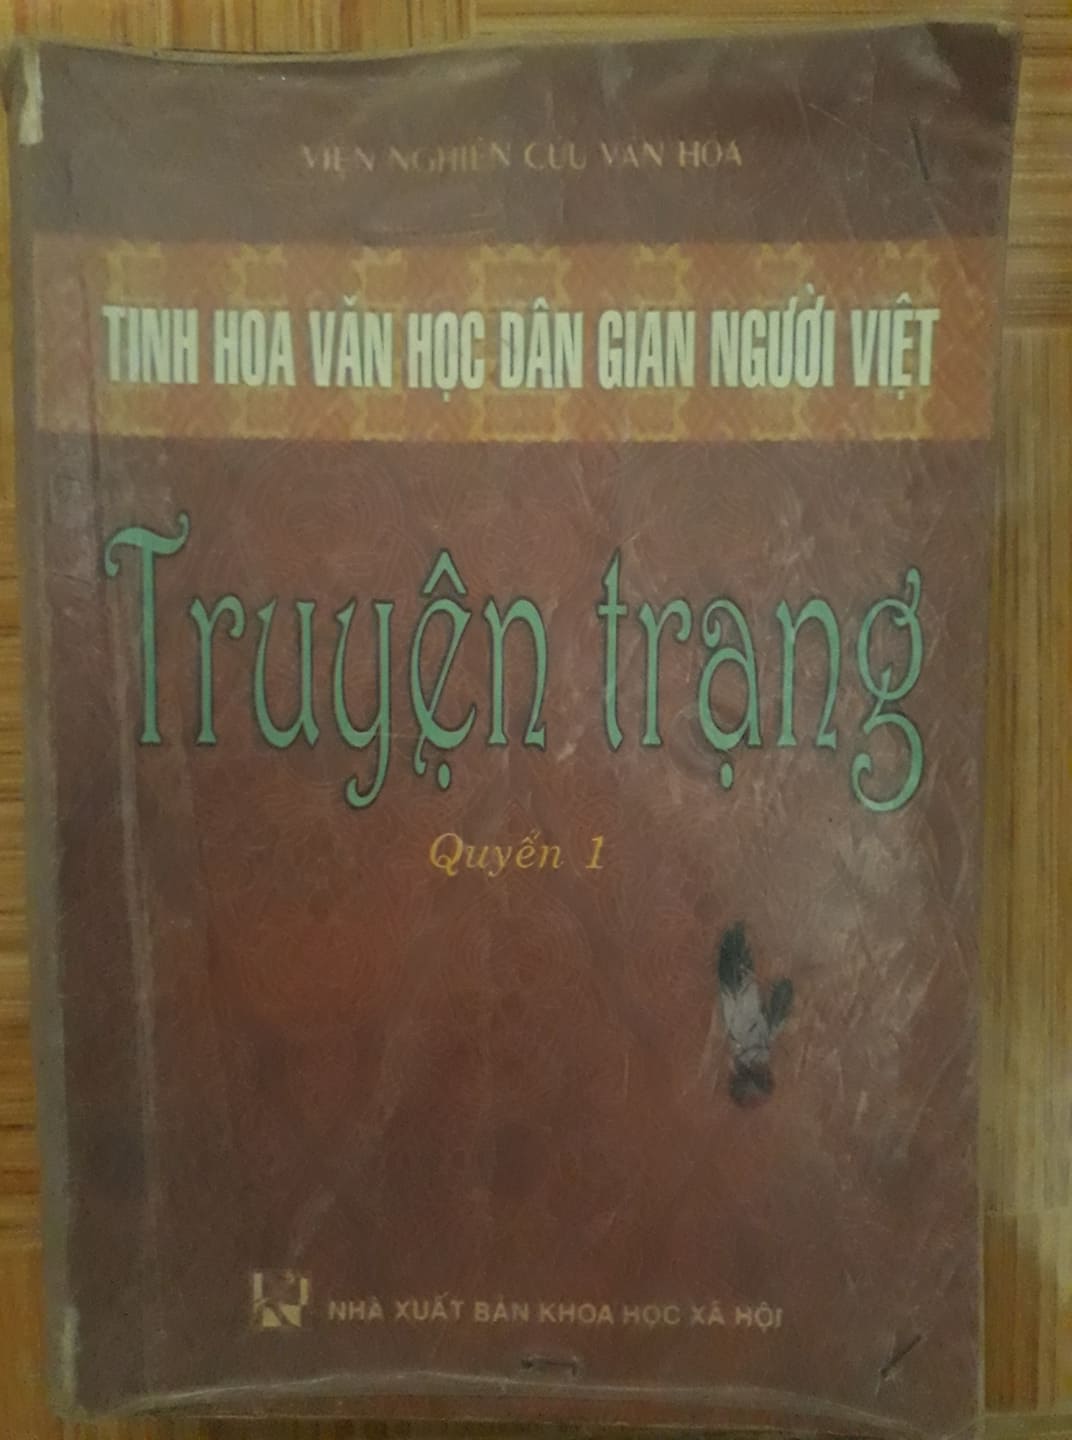 VIỆN NGHIÊN CỨU VĂN HÓA
TINH HOA VĂN HỌC DÂN GIAN NGƯỜI VIỆT
Truyện trạng
Quyển 1
NHÀ XUẤT BẢN KHOA HỌC XÃ HỘI